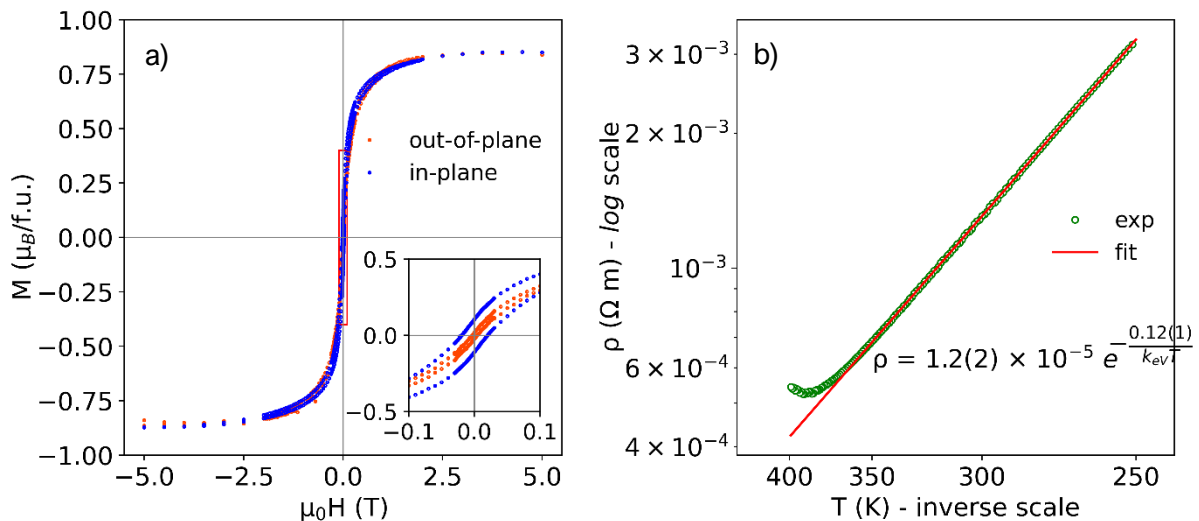 a)
M (μ_B/f.u.)
1.00
0.75
0.50
0.25
0.00
−0.25
−0.50
−0.75
−1.00
out-of-plane
in-plane
0.5
0.0
−0.5
−0.1 0.0 0.1
−5.0 −2.5 0.0 2.5 5.0
μ₀H (T)
b)
ρ (Ω m) - log scale
3 × 10⁻³
2 × 10⁻³
10⁻³
6 × 10⁻⁴
4 × 10⁻⁴
exp
fit
ρ = 1.2(2) × 10⁻⁵ e^−0.12(1)/k_eV T
400 350 300 250
T (K) - inverse scale